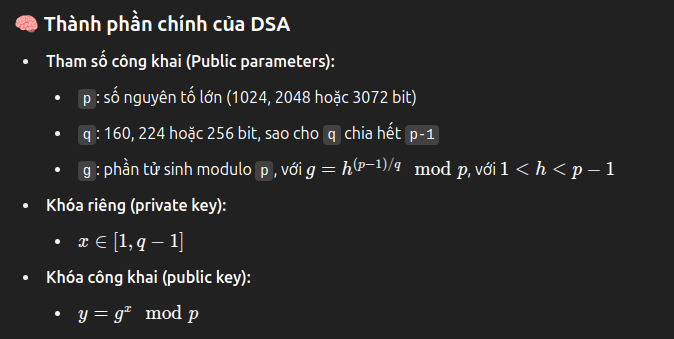 🧠 Thành phần chính của DSA
• Tham số công khai (Public parameters):
• p: số nguyên tố lớn (1024, 2048 hoặc 3072 bit)
• q: 160, 224 hoặc 256 bit, sao cho q chia hết p-1
• g: phần tử sinh modulo p, với g = h^{(p−1)/q} mod p, với 1 < h < p − 1
• Khóa riêng (private key):
• x ∈ [1, q − 1]
• Khóa công khai (public key):
• y = g^x mod p